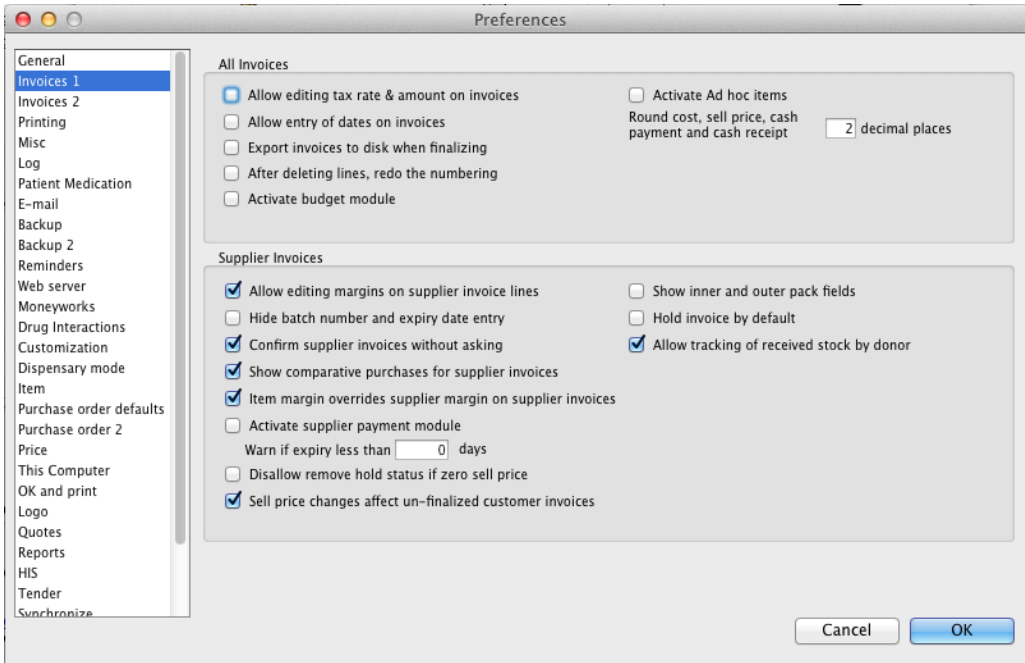 Preferences
General
Invoices 1
Invoices 2
Printing
Misc
Log
Patient Medication
E-mail
Backup
Backup 2
Reminders
Web server
Moneyworks
Drug Interactions
Customization
Dispensary mode
Item
Purchase order defaults
Purchase order 2
Price
This Computer
OK and print
Logo
Quotes
Reports
HIS
Tender
Synchronize
All Invoices
Allow editing tax rate & amount on invoices
Allow entry of dates on invoices
Export invoices to disk when finalizing
After deleting lines, redo the numbering
Activate budget module
Activate Ad hoc items
Round cost, sell price, cash
payment and cash receipt 2 decimal places
Supplier Invoices
Allow editing margins on supplier invoice lines
Hide batch number and expiry date entry
Confirm supplier invoices without asking
Show comparative purchases for supplier invoices
Item margin overrides supplier margin on supplier invoices
Activate supplier payment module
Warn if expiry less than 0 days
Disallow remove hold status if zero sell price
Sell price changes affect un-finalized customer invoices
Show inner and outer pack fields
Hold invoice by default
Allow tracking of received stock by donor
Cancel
OK